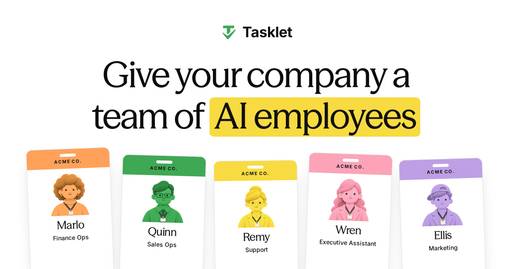 Tasklet
Give your company a
team of AI employees
ACME CO.
Marlo
Finance Ops
ACME CO.
Quinn
Sales Ops
ACME CO.
Remy
Support
ACME CO.
Wren
Executive Assistant
ACME CO.
Ellis
Marketing